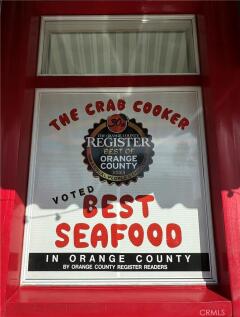 THE CRAB COOKER
THE ORANGE COUNTY
REGISTER
BEST OF
ORANGE
COUNTY
VOTED
BEST
SEAFOOD
IN ORANGE COUNTY
BY ORANGE COUNTY REGISTER READERS
CRMLS